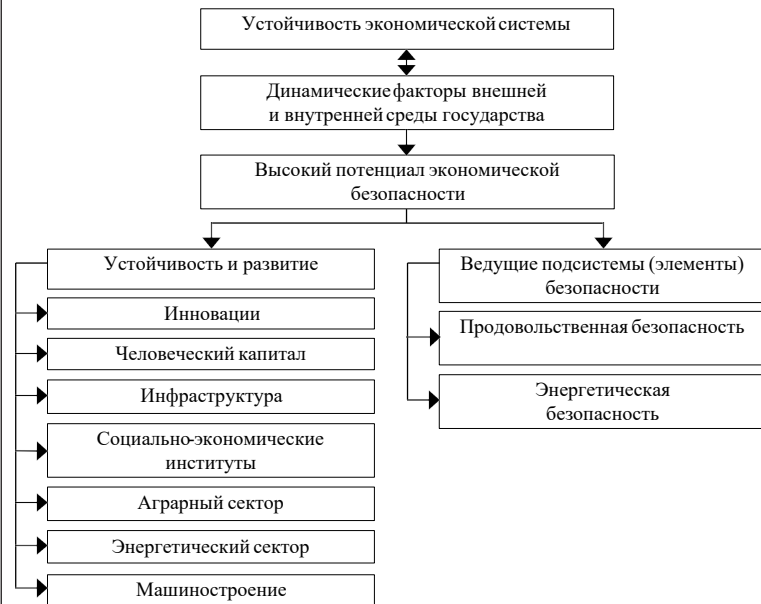 Устойчивость экономической системы
Динамические факторы внешней
и внутренней среды государства
Высокий потенциал экономической
безопасности
Устойчивость и развитие
Инновации
Человеческий капитал
Инфраструктура
Социально-экономические
институты
Аграрный сектор
Энергетический сектор
Машиностроение
Ведущие подсистемы (элементы)
безопасности
Продовольственная безопасность
Энергетическая
безопасность